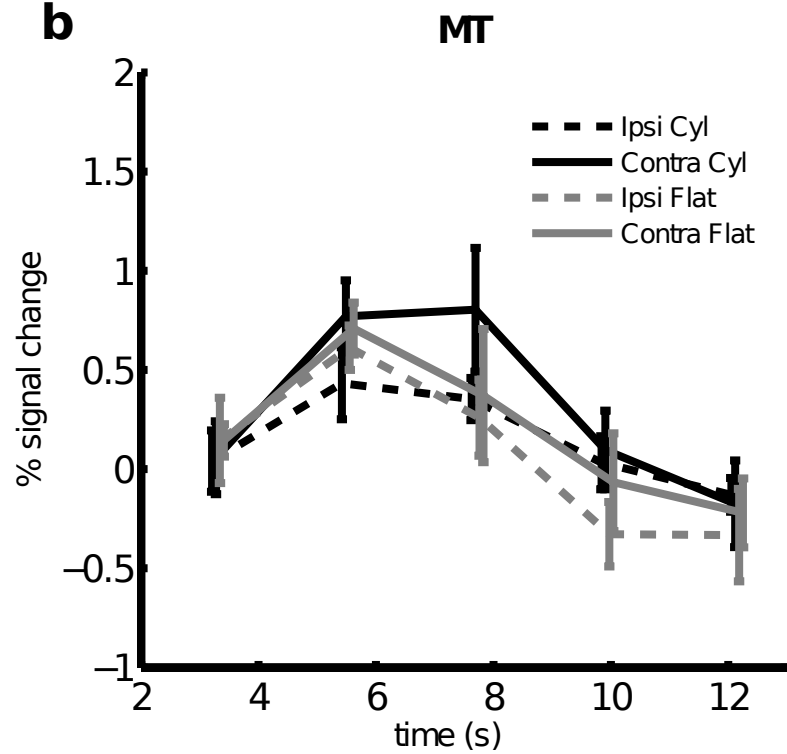 b
MT
2
1.5
1
0.5
0
−0.5
−1
% signal change
Ipsi Cyl
Contra Cyl
Ipsi Flat
Contra Flat
2 4 6 8 10 12
time (s)